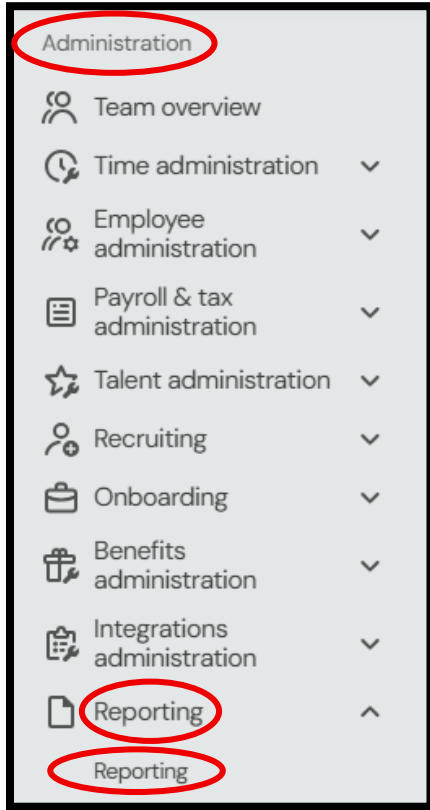 Administration
Team overview
Time administration
Employee
administration
Payroll & tax
administration
Talent administration
Recruiting
Onboarding
Benefits
administration
Integrations
administration
Reporting
Reporting